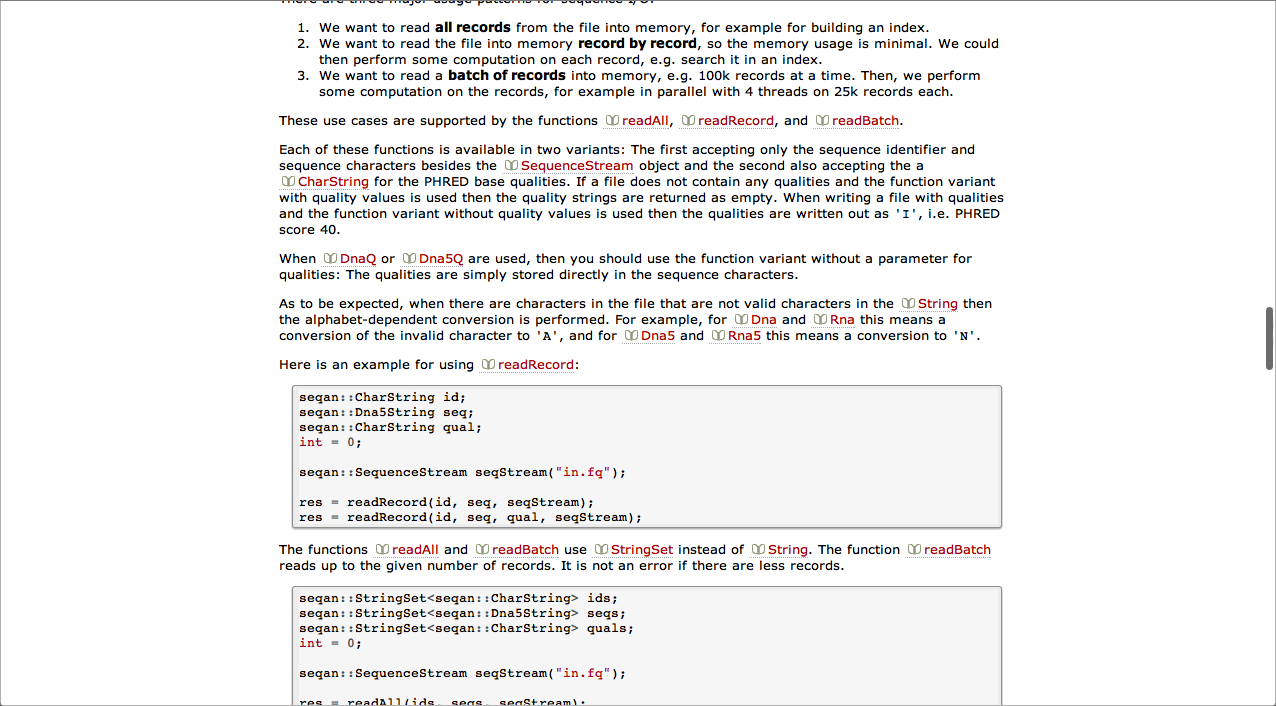 There are three major usage patterns for sequence I/O:
1. We want to read all records from the file into memory, for example for building an index.
2. We want to read the file into memory record by record, so the memory usage is minimal. We could
then perform some computation on each record, e.g. search it in an index.
3. We want to read a batch of records into memory, e.g. 100k records at a time. Then, we perform
some computation on the records, for example in parallel with 4 threads on 25k records each.
These use cases are supported by the functions readAll, readRecord, and readBatch.
Each of these functions is available in two variants: The first accepting only the sequence identifier and
sequence characters besides the SequenceStream object and the second also accepting the a
CharString for the PHRED base qualities. If a file does not contain any qualities and the function variant
with quality values is used then the quality strings are returned as empty. When writing a file with qualities
and the function variant without quality values is used then the qualities are written out as 'I', i.e. PHRED
score 40.
When DnaQ or Dna5Q are used, then you should use the function variant without a parameter for
qualities: The qualities are simply stored directly in the sequence characters.
As to be expected, when there are characters in the file that are not valid characters in the String then
the alphabet-dependent conversion is performed. For example, for Dna and Rna this means a
conversion of the invalid character to 'A', and for Dna5 and Rna5 this means a conversion to 'N'.
Here is an example for using readRecord:
seqan::CharString id;
seqan::Dna5String seq;
seqan::CharString qual;
int = 0;
seqan::SequenceStream seqStream("in.fq");
res = readRecord(id, seq, seqStream);
res = readRecord(id, seq, qual, seqStream);
The functions readAll and readBatch use StringSet instead of String. The function readBatch
reads up to the given number of records. It is not an error if there are less records.
seqan::StringSet<seqan::CharString> ids;
seqan::StringSet<seqan::Dna5String> seqs;
seqan::StringSet<seqan::CharString> quals;
int = 0;
seqan::SequenceStream seqStream("in.fq");
res = readAll(ids, seqs, seqStream);